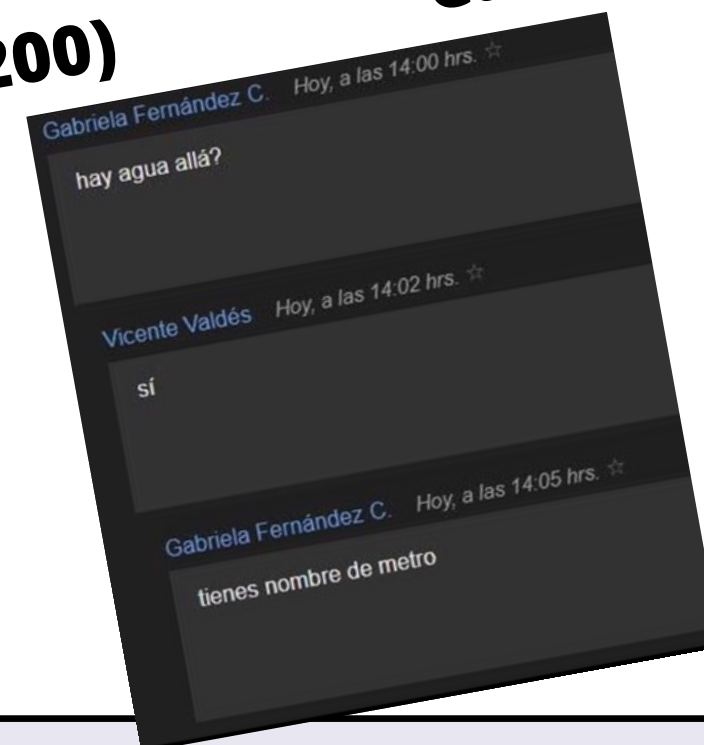 200)
Gabriela Fernández C. Hoy, a las 14:00 hrs. ☆
hay agua allá?
Vicente Valdés Hoy, a las 14:02 hrs. ☆
sí
Gabriela Fernández C. Hoy, a las 14:05 hrs. ☆
tienes nombre de metro